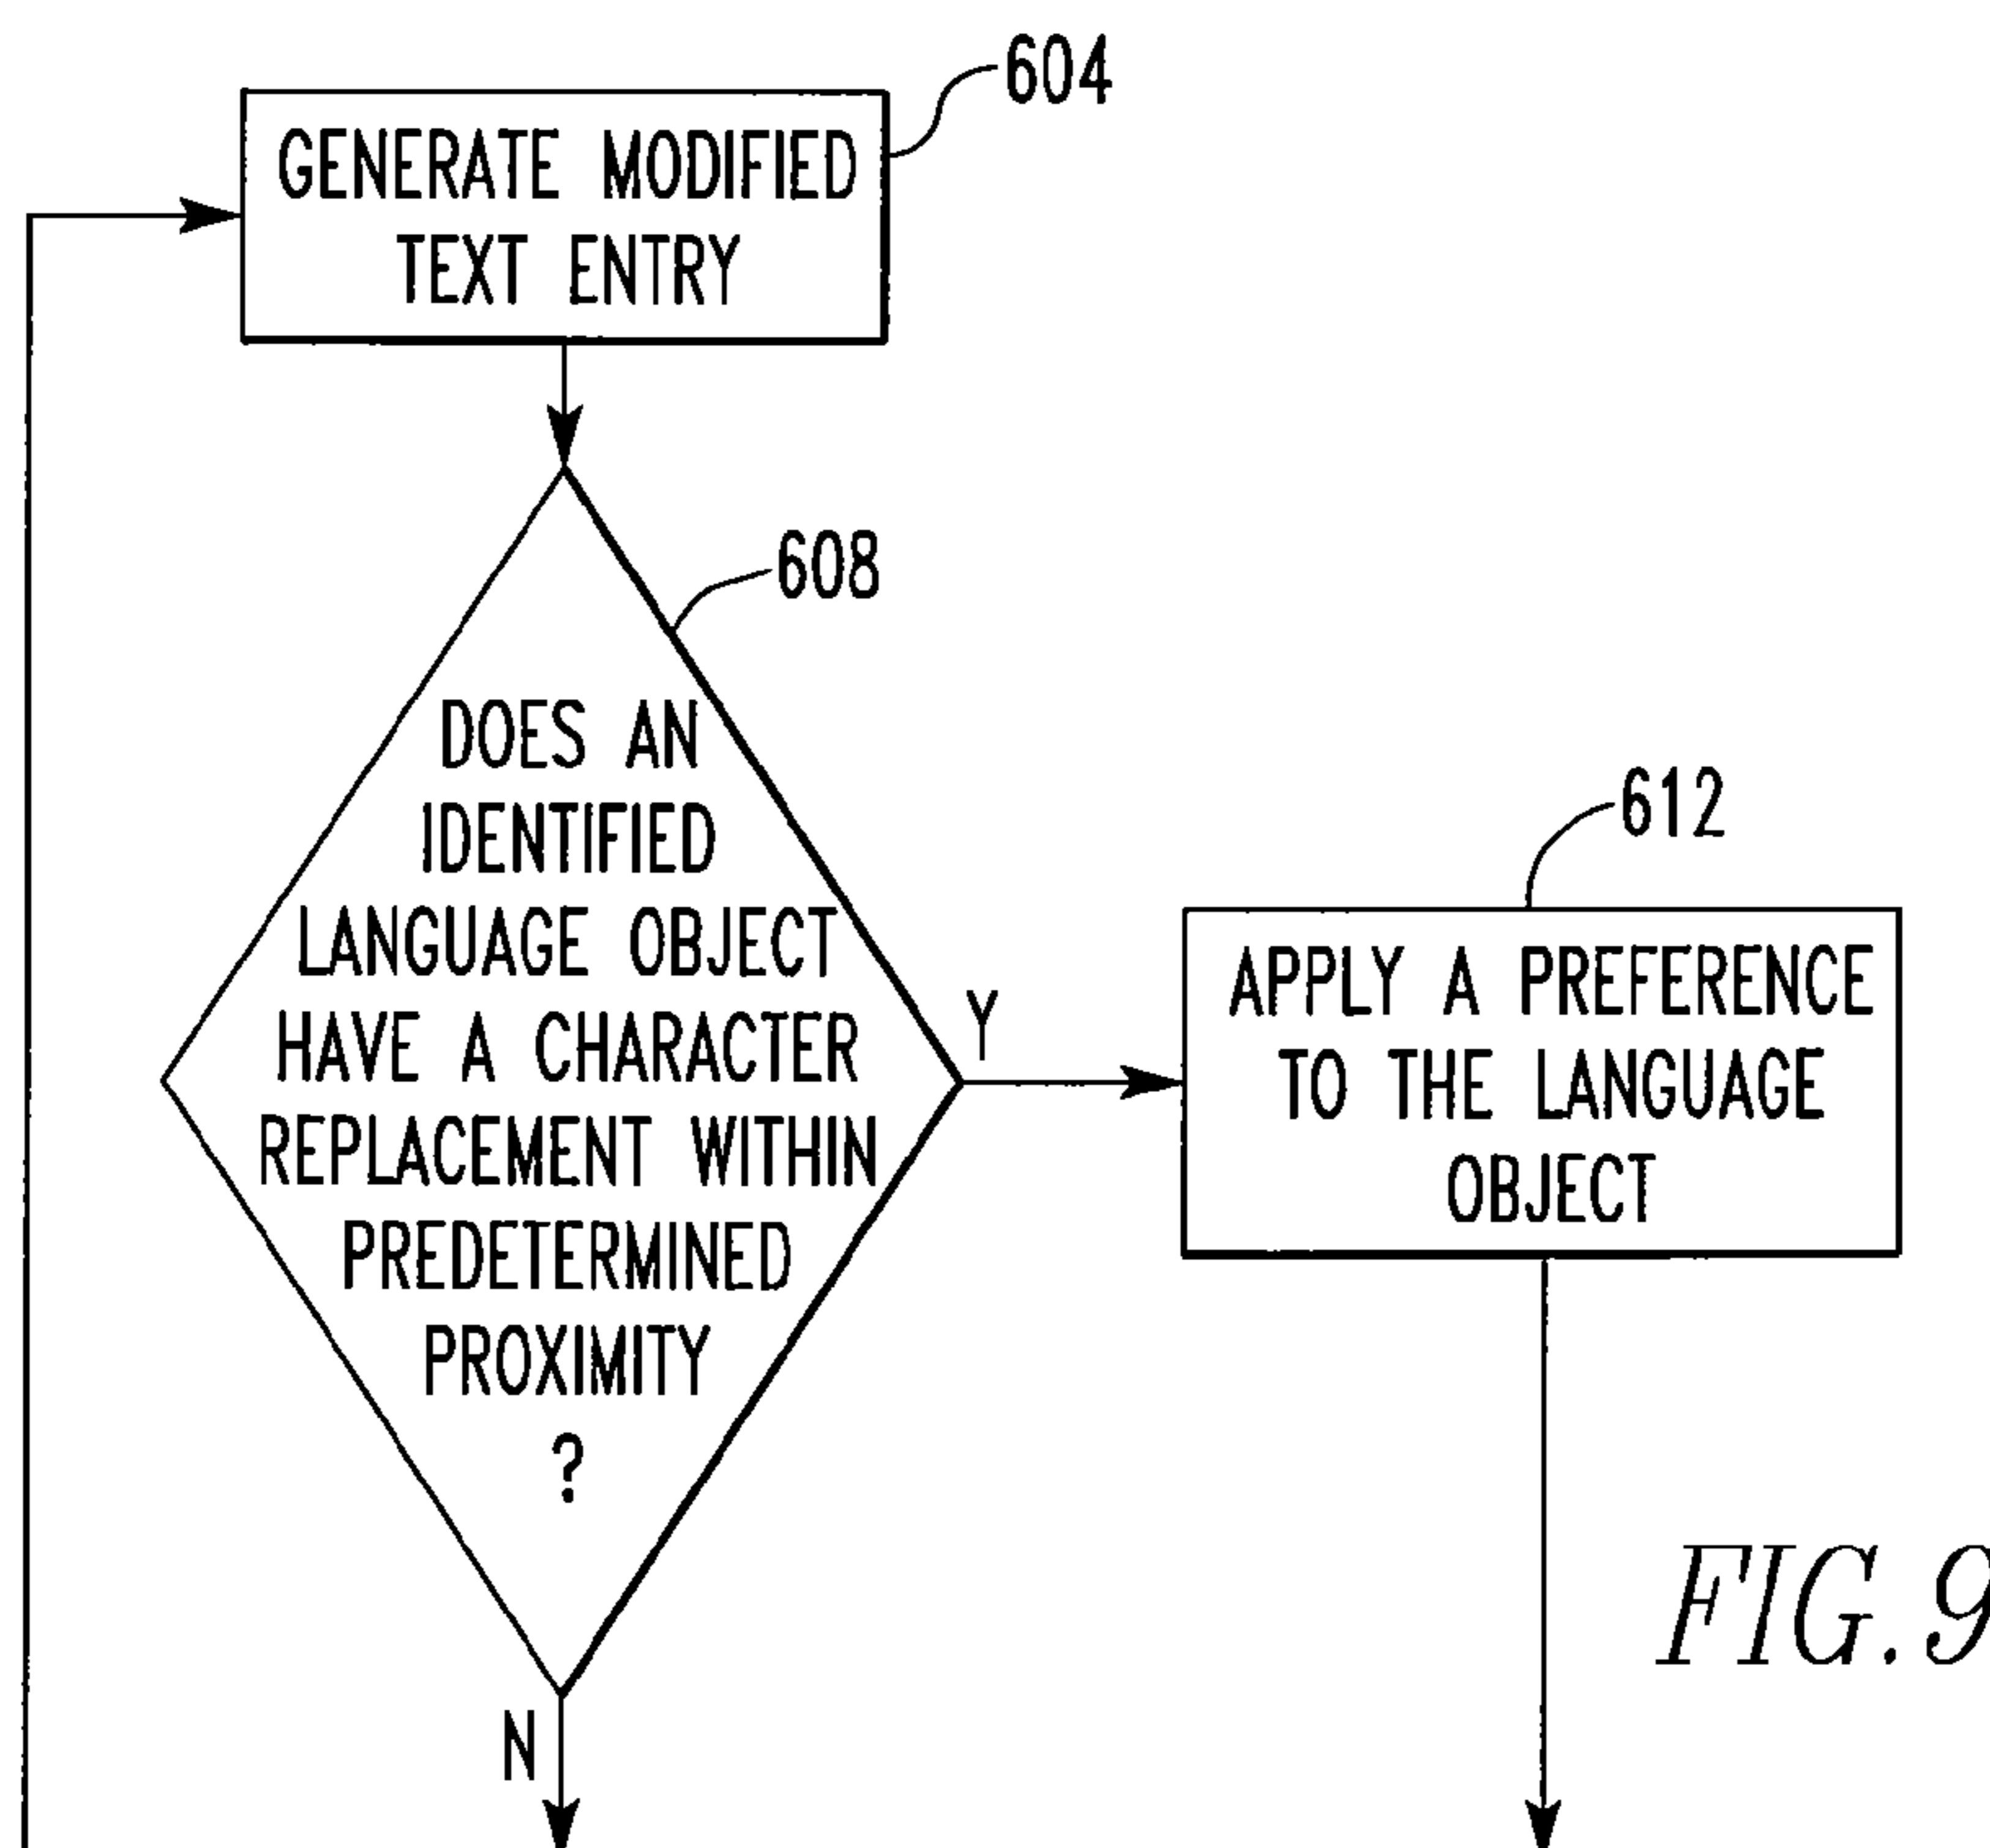 604
GENERATE MODIFIED
TEXT ENTRY
608
DOES AN
IDENTIFIED
LANGUAGE OBJECT
HAVE A CHARACTER
REPLACEMENT WITHIN
PREDETERMINED
PROXIMITY
?
Y
N
612
APPLY A PREFERENCE
TO THE LANGUAGE
OBJECT
FIG. 9